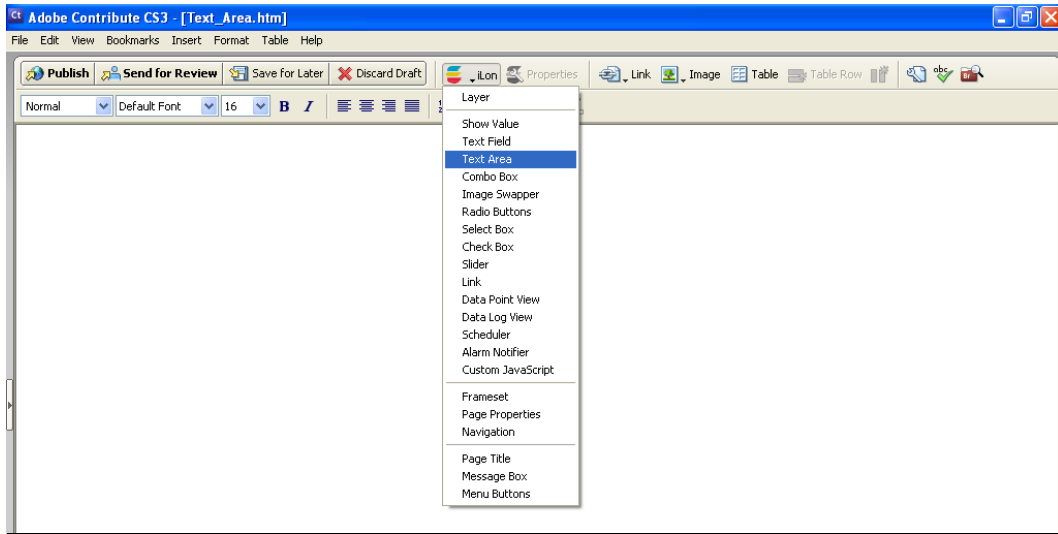 Ct Adobe Contribute CS3 - [Text_Area.htm]
File Edit View Bookmarks Insert Format Table Help
Publish Send for Review Save for Later Discard Draft iLon Properties Link Image Table Table Row abc
Normal Default Font 16 B I
Layer
Show Value
Text Field
Text Area
Combo Box
Image Swapper
Radio Buttons
Select Box
Check Box
Slider
Link
Data Point View
Data Log View
Scheduler
Alarm Notifier
Custom JavaScript
Frameset
Page Properties
Navigation
Page Title
Message Box
Menu Buttons